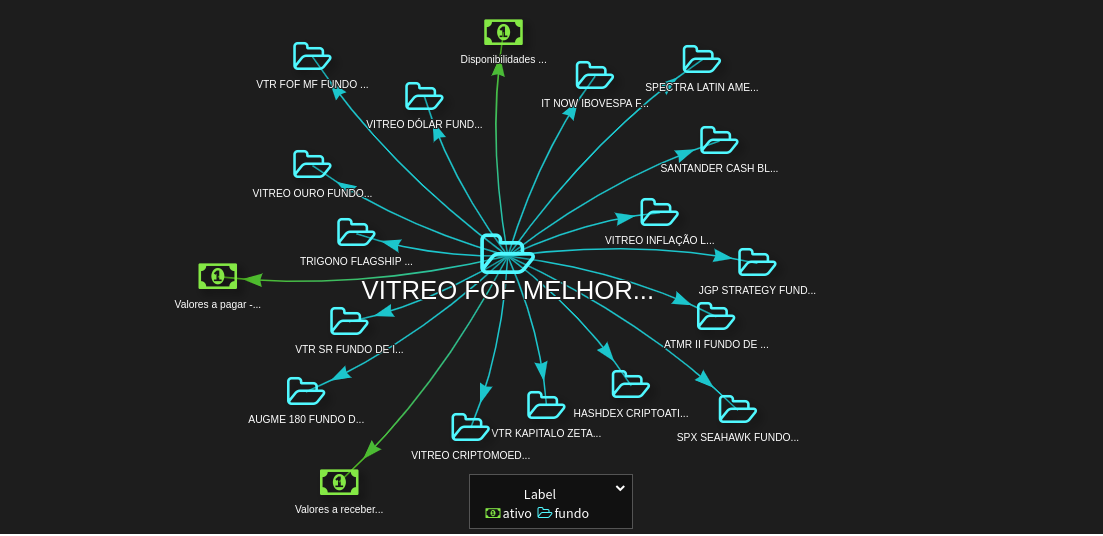 Disponibilidades ...
VTR FOF MF FUNDO ...
SPECTRA LATIN AME...
IT NOW IBOVESPA F...
VITREO DÓLAR FUND...
SANTANDER CASH BL...
VITREO OURO FUNDO...
VITREO INFLAÇÃO L...
TRIGONO FLAGSHIP ...
VITREO FOF MELHOR...
JGP STRATEGY FUND...
Valores a pagar -...
ATMR II FUNDO DE ...
VTR SR FUNDO DE I...
HASHDEX CRIPTOATI...
AUGME 180 FUNDO D...
VTR KAPITALO ZETA...
SPX SEAHAWK FUNDO...
VITREO CRIPTOMOED...
Valores a receber...
Label
ativo fundo